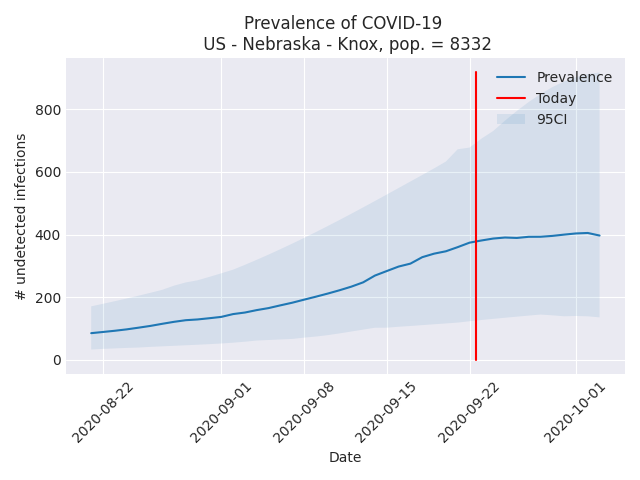 Prevalence of COVID-19
US - Nebraska - Knox, pop. = 8332
Prevalence
Today
95CI
# undetected infections
800
600
400
200
0
2020-08-22
2020-09-01
2020-09-08
2020-09-15
2020-09-22
2020-10-01
Date